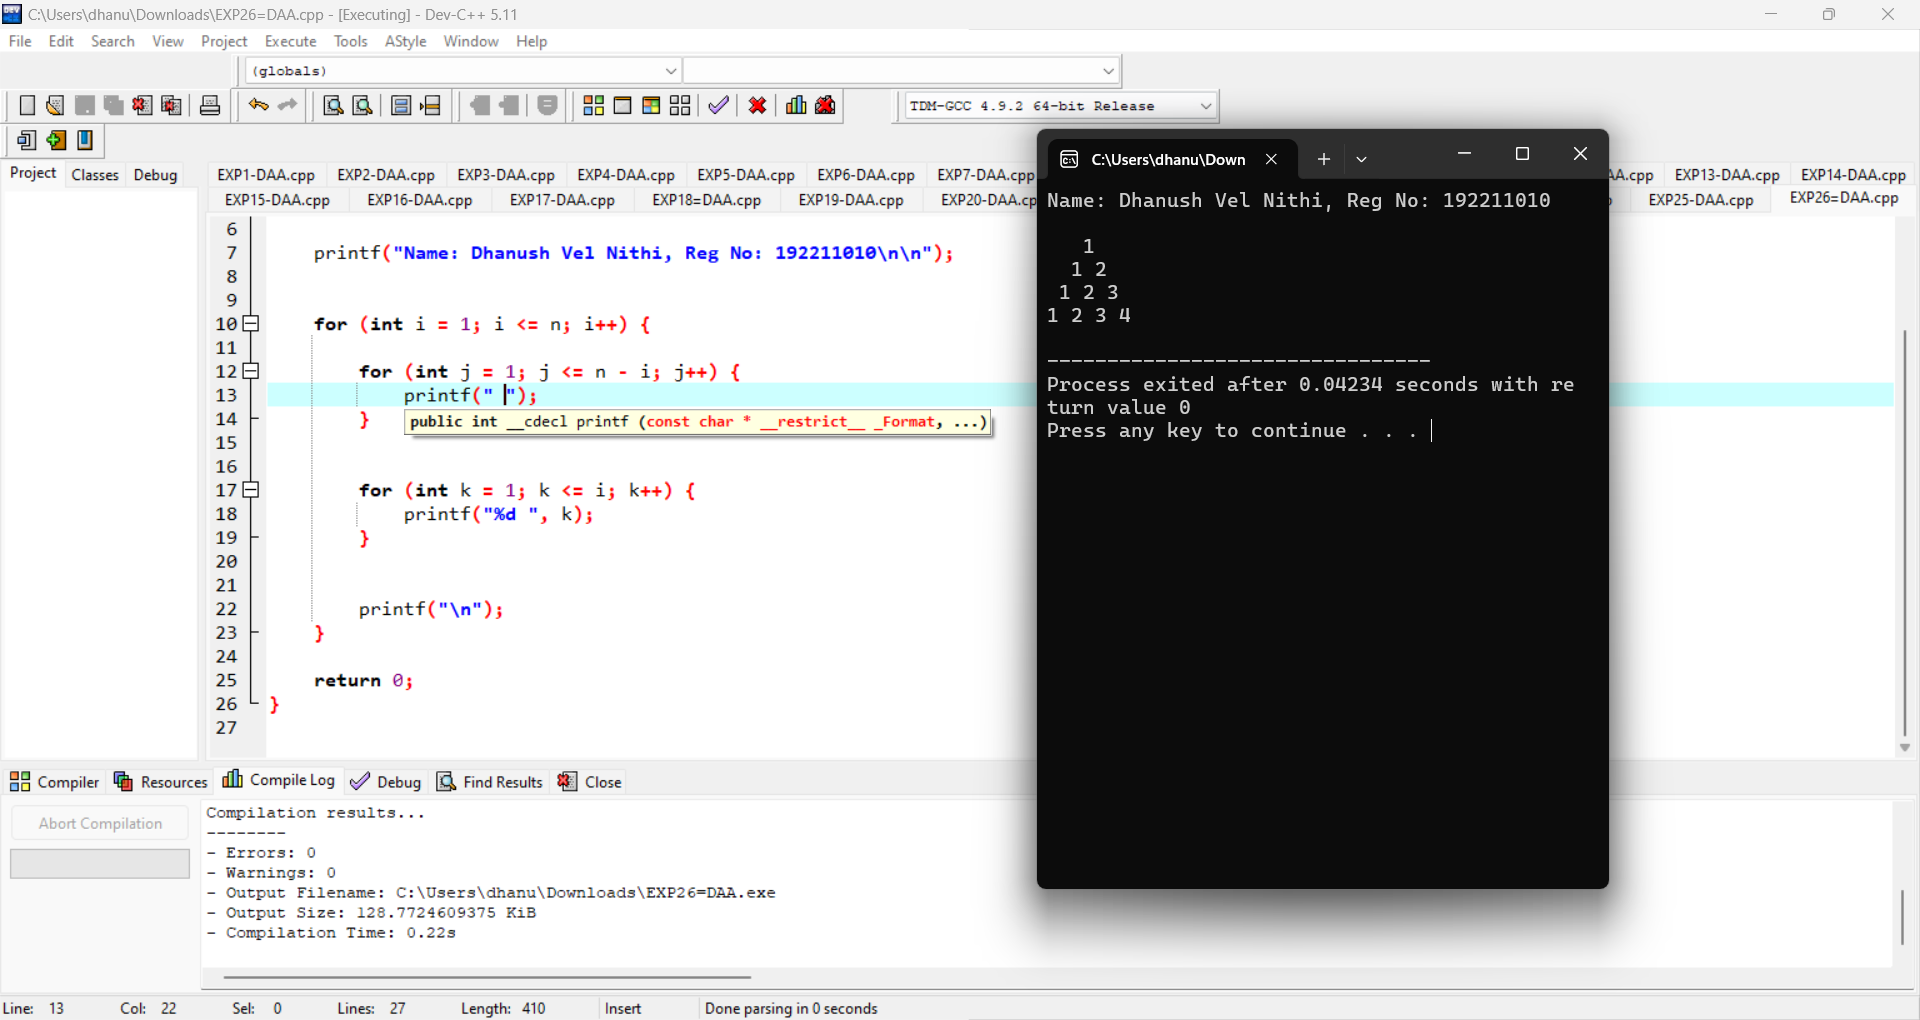 C:\Users\dhanu\Downloads\EXP26=DAA.cpp - [Executing] - Dev-C++ 5.11
File Edit Search View Project Execute Tools AStyle Window Help
(globals)
TDM-GCC 4.9.2 64-bit Release
Project Classes Debug
EXP1-DAA.cpp EXP2-DAA.cpp EXP3-DAA.cpp EXP4-DAA.cpp EXP5-DAA.cpp EXP6-DAA.cpp EXP7-DAA.cpp AA.cpp EXP13-DAA.cpp EXP14-DAA.cpp
EXP15-DAA.cpp EXP16-DAA.cpp EXP17-DAA.cpp EXP18=DAA.cpp EXP19-DAA.cpp EXP20-DAA.cp EXP25-DAA.cpp EXP26=DAA.cpp
6
7 printf("Name: Dhanush Vel Nithi, Reg No: 192211010\n\n");
8
9
10 for (int i = 1; i <= n; i++) {
11
12 for (int j = 1; j <= n - i; j++) {
13 printf(" ");
14 }
public int __cdecl printf (const char * __restrict__ _Format, ...)
15
16
17 for (int k = 1; k <= i; k++) {
18 printf("%d ", k);
19 }
20
21
22 printf("\n");
23 }
24
25 return 0;
26 }
27
C:\Users\dhanu\Down
Name: Dhanush Vel Nithi, Reg No: 192211010
1
1 2
1 2 3
1 2 3 4
--------------------------------
Process exited after 0.04234 seconds with re
turn value 0
Press any key to continue . . .
Compiler Resources Compile Log Debug Find Results Close
Abort Compilation
Compilation results...
--------
- Errors: 0
- Warnings: 0
- Output Filename: C:\Users\dhanu\Downloads\EXP26=DAA.exe
- Output Size: 128.7724609375 KiB
- Compilation Time: 0.22s
Line: 13 Col: 22 Sel: 0 Lines: 27 Length: 410 Insert Done parsing in 0 seconds